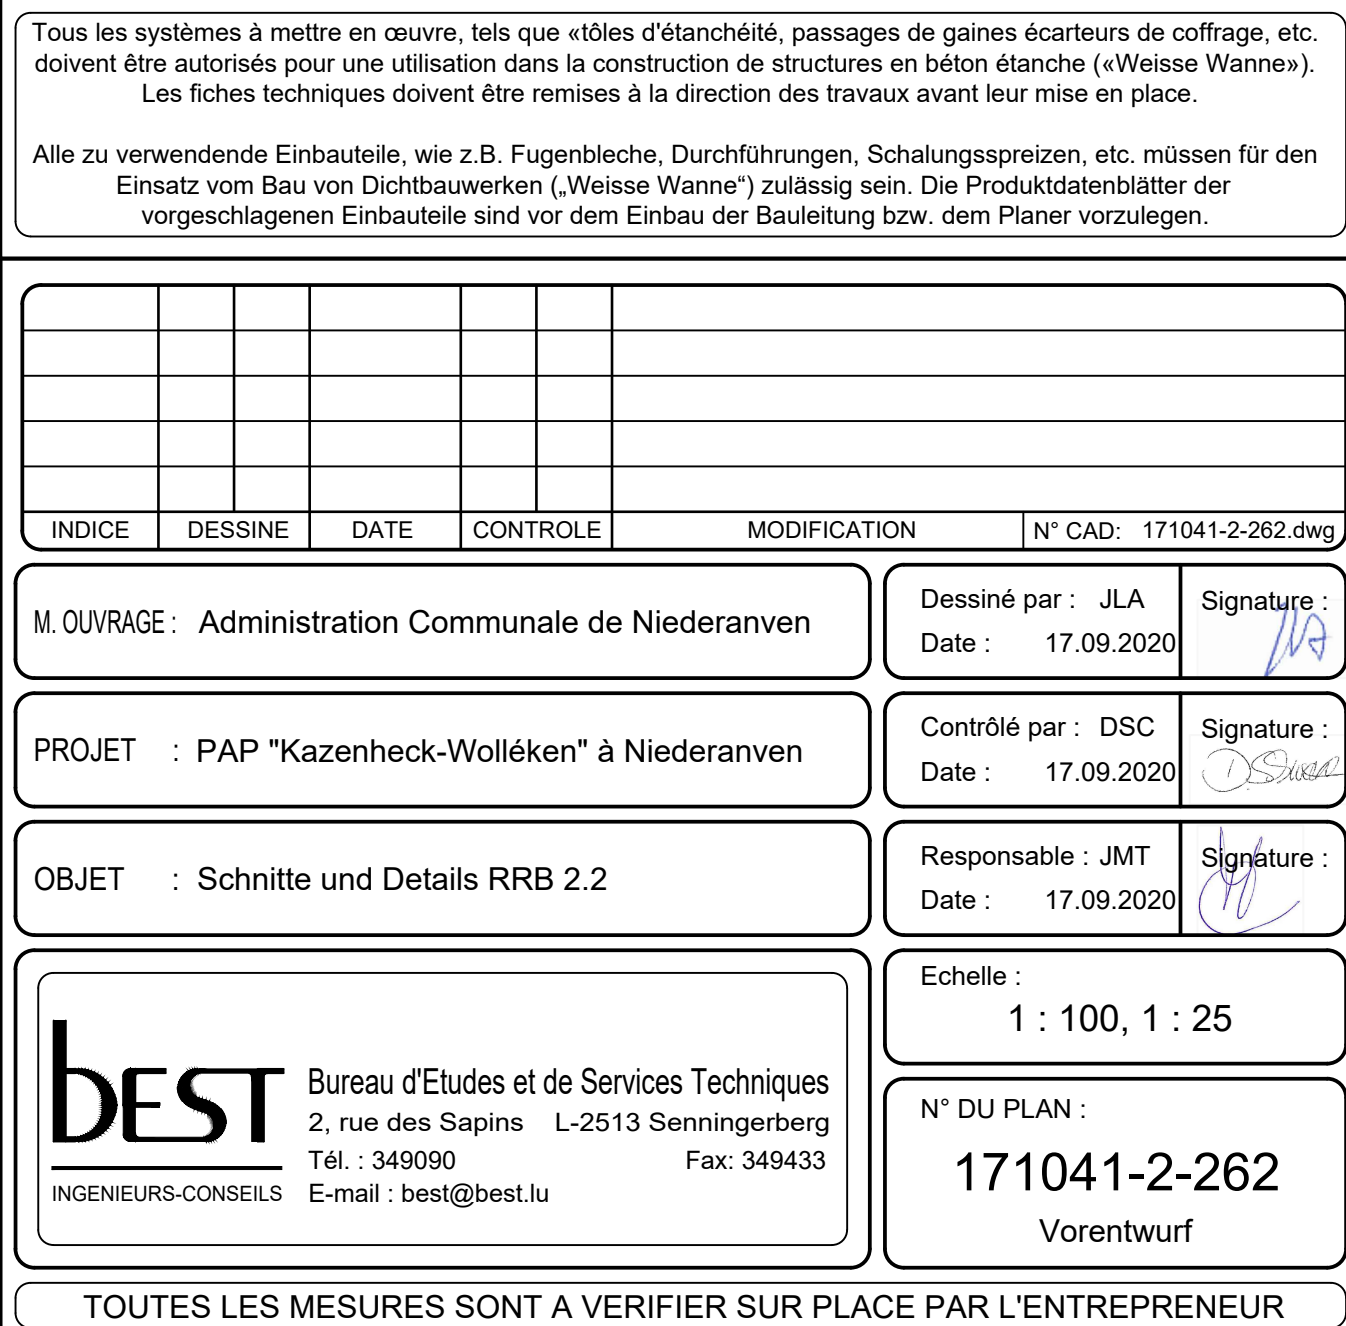 Tous les systèmes à mettre en œuvre, tels que «tôles d'étanchéité, passages de gaines écarteurs de coffrage, etc.
doivent être autorisés pour une utilisation dans la construction de structures en béton étanche («Weisse Wanne»).
Les fiches techniques doivent être remises à la direction des travaux avant leur mise en place.
Alle zu verwendende Einbauteile, wie z.B. Fugenbleche, Durchführungen, Schalungsspreizen, etc. müssen für den
Einsatz vom Bau von Dichtbauwerken („Weisse Wanne“) zulässig sein. Die Produktdatenblätter der
vorgeschlagenen Einbauteile sind vor dem Einbau der Bauleitung bzw. dem Planer vorzulegen.
INDICE DESSINE DATE CONTROLE MODIFICATION N° CAD: 171041-2-262.dwg
M. OUVRAGE : Administration Communale de Niederanven
Dessiné par : JLA Signature :
Date : 17.09.2020
PROJET : PAP "Kazenheck-Wolléken" à Niederanven
Contrôlé par : DSC Signature :
Date : 17.09.2020
OBJET : Schnitte und Details RRB 2.2
Responsable : JMT Signature :
Date : 17.09.2020
bEST
INGENIEURS-CONSEILS
Bureau d'Etudes et de Services Techniques
2, rue des Sapins L-2513 Senningerberg
Tél. : 349090 Fax: 349433
E-mail : best@best.lu
Echelle :
1 : 100, 1 : 25
N° DU PLAN :
171041-2-262
Vorentwurf
TOUTES LES MESURES SONT A VERIFIER SUR PLACE PAR L'ENTREPRENEUR